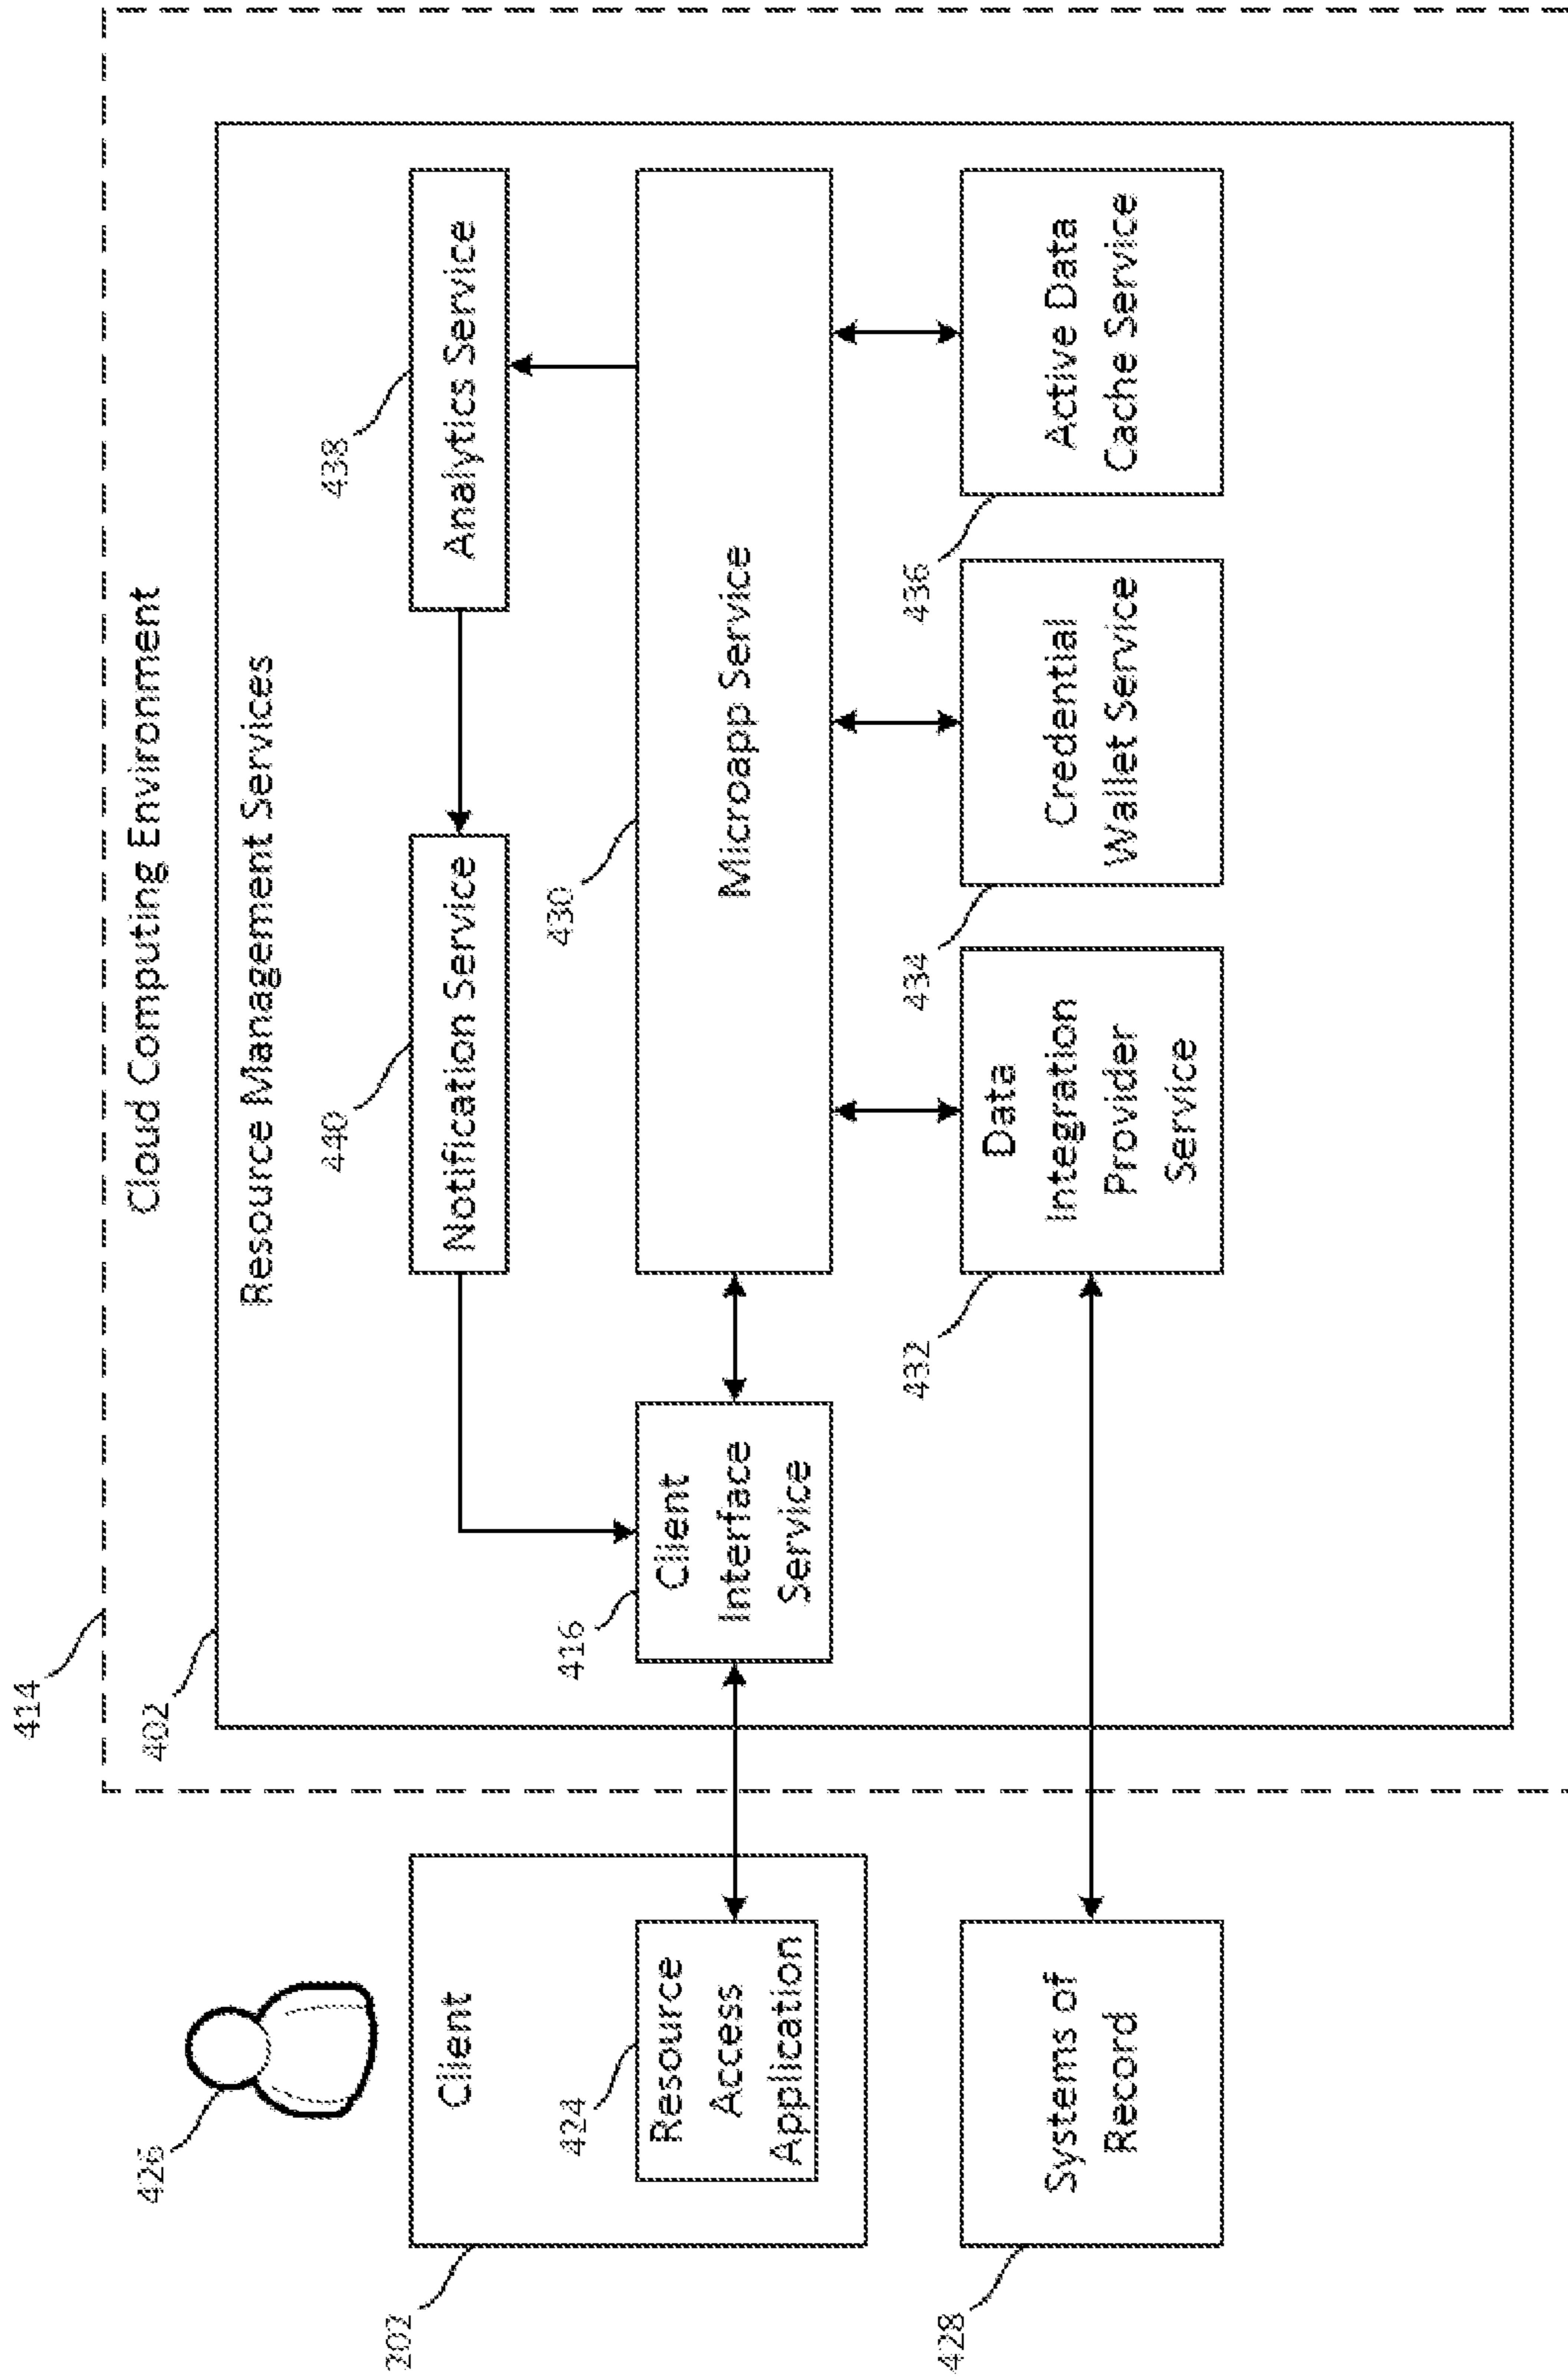 414
Cloud Computing Environment
402
Resource Management Services
426
202
Client
440
Notification Service
438
Analytics Service
424
Resource
Access
Application
416
Client
Interface
Service
430
Microapp Service
428
Systems of
Record
432
Data
Integration
Provider
Service
434
Credential
Wallet Service
436
Active Data
Cache Service